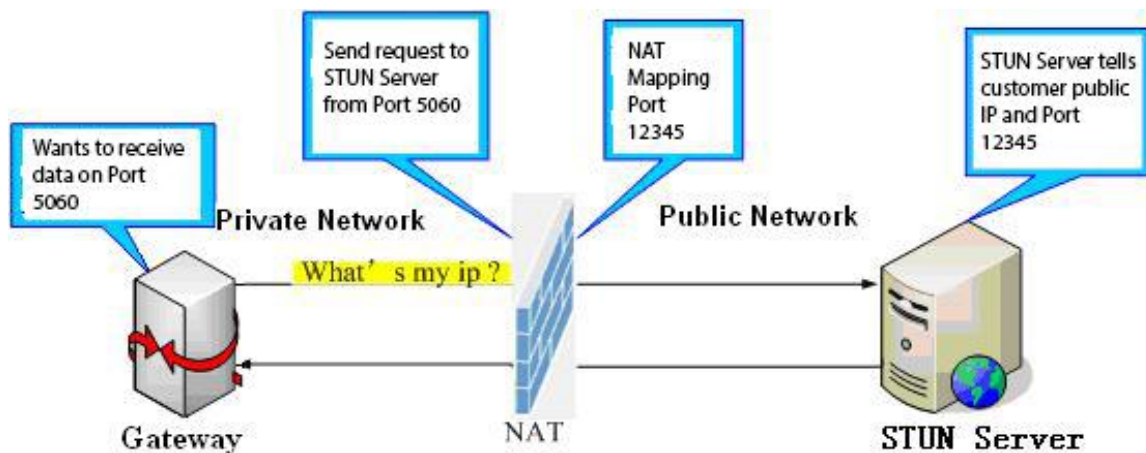 Send request to
STUN Server
from Port 5060
NAT
Mapping
Port
12345
STUN Server tells
customer public
IP and Port
12345
Wants to receive
data on Port
5060
Private Network
Public Network
What's my ip ?
Gateway
NAT
STUN Server